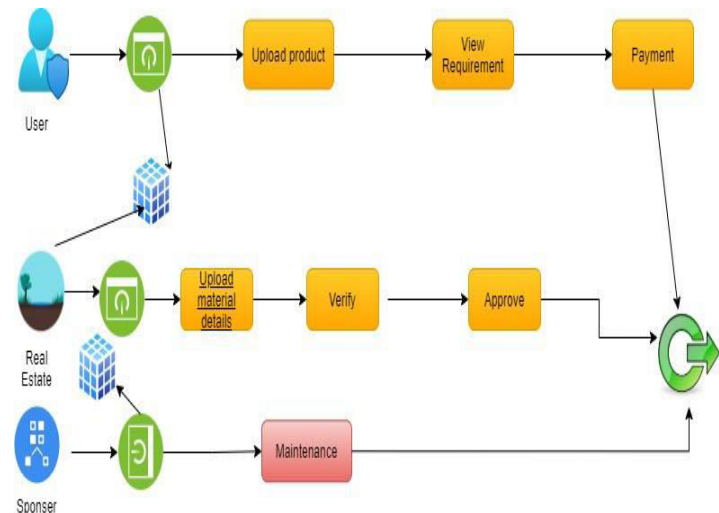 Upload product
View
Requirement
Payment
User
Upload
material
details
Verify
Approve
Real
Estate
Maintenance
Sponser